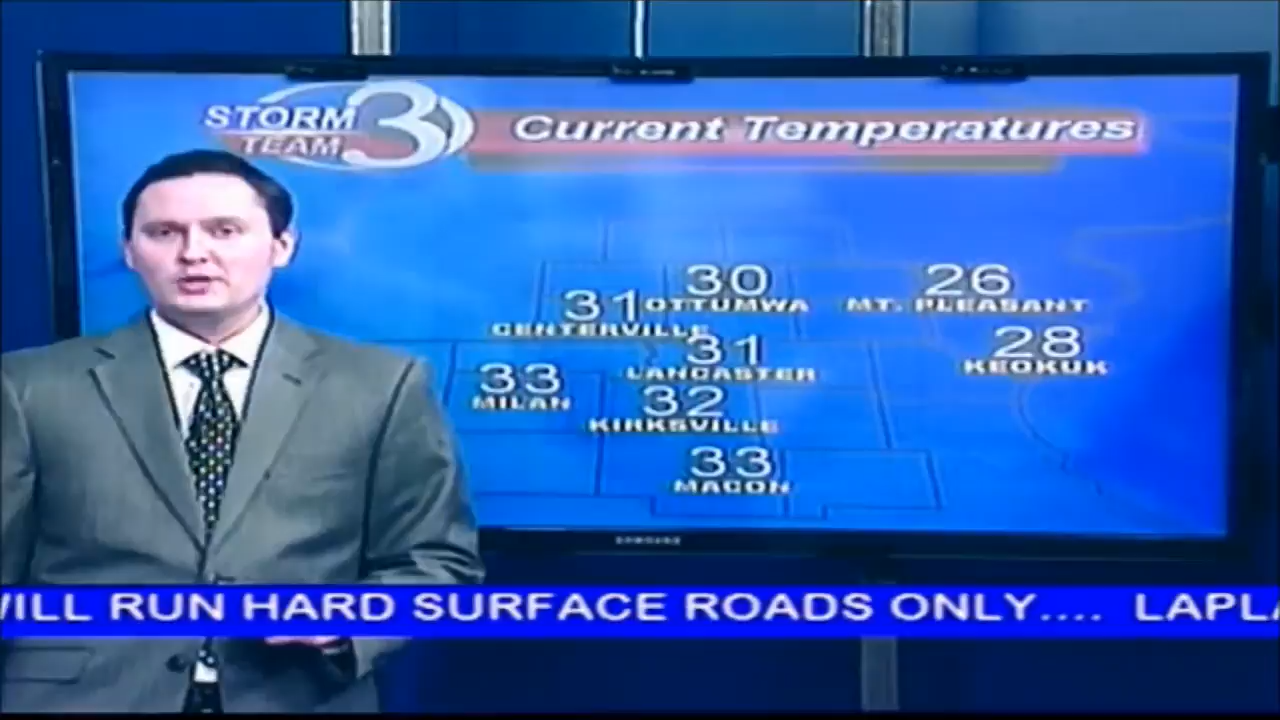 STORM TEAM 3
Current Temperatures
30
OTTUMWA
26
MT. PLEASANT
31
CENTERVILLE
31
LANCASTER
28
KEOKUK
33
MILAN
32
KIRKSVILLE
33
MACON
SAMSUNG
WILL RUN HARD SURFACE ROADS ONLY.... LAPLA